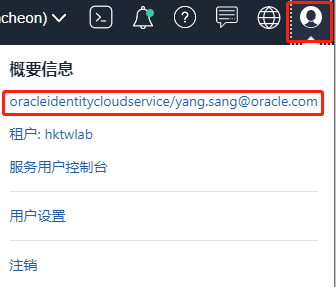 ncheon)
概要信息
oracleidentitycloudservice/yang.sang@oracle.com
租户: hktwlab
服务用户控制台
用户设置
注销